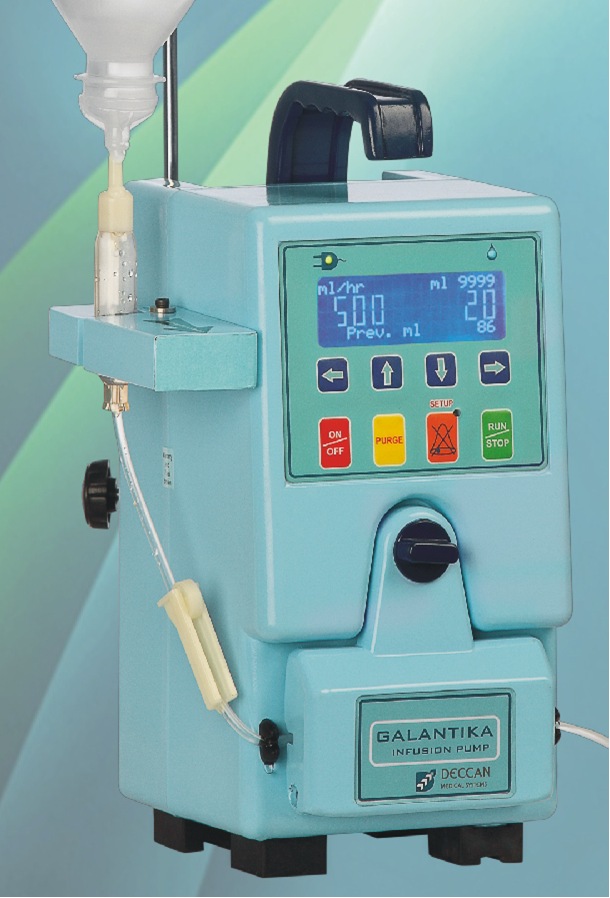 ml/hr ml 9999
500 20
Prev. ml 86
SETUP
ON
OFF
PURGE
RUN
STOP
GALANTIKA
INFUSION PUMP
DECCAN
MEDICAL SYSTEMS